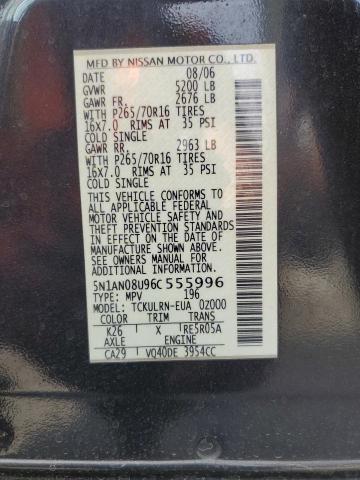 MFD BY NISSAN MOTOR CO., LTD.
DATE 08/06
GVWR 5200 LB
GAWR FR. 2676 LB
WITH P265/70R16 TIRES
16X7.0 RIMS AT 35 PSI
COLD SINGLE
GAWR RR. 2963 LB
WITH P265/70R16 TIRES
16X7.0 RIMS AT 35 PSI
COLD SINGLE
THIS VEHICLE CONFORMS TO
ALL APPLICABLE FEDERAL
MOTOR VEHICLE SAFETY AND
THEFT PREVENTION STANDARDS
IN EFFECT ON THE DATE OF
MANUFACTURE SHOWN ABOVE.
SEE OWNERS MANUAL FOR
ADDITIONAL INFORMATION.
5N1AN08U96C555996
TYPE: MPV 196
MODEL: TCKULRN-EUA 0Z000
COLOR TRIM TRANS
K26 X RE5R05A
AXLE ENGINE
CA29 VQ40DE 3954CC